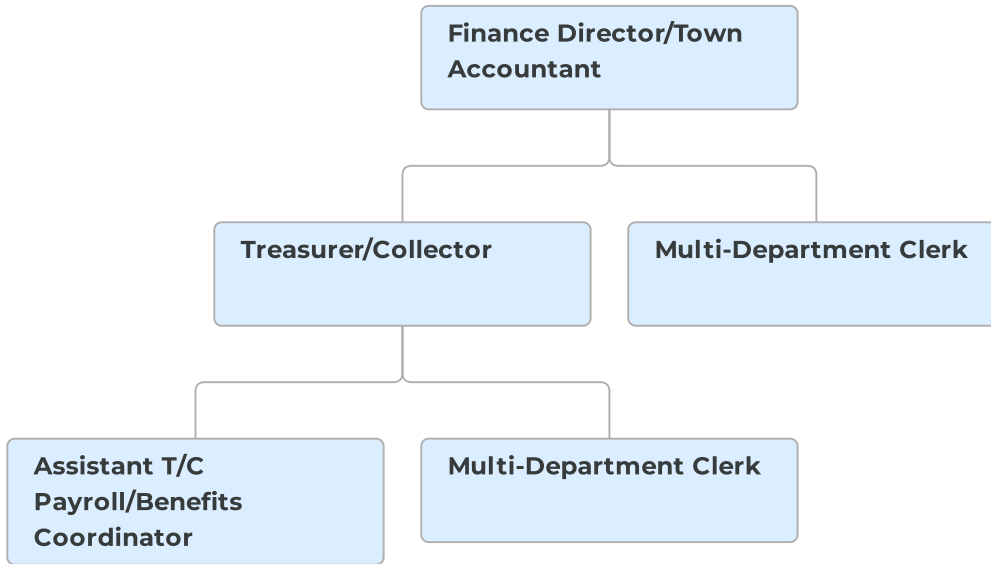 Finance Director/Town
Accountant
Treasurer/Collector
Multi-Department Clerk
Assistant T/C
Payroll/Benefits
Coordinator
Multi-Department Clerk